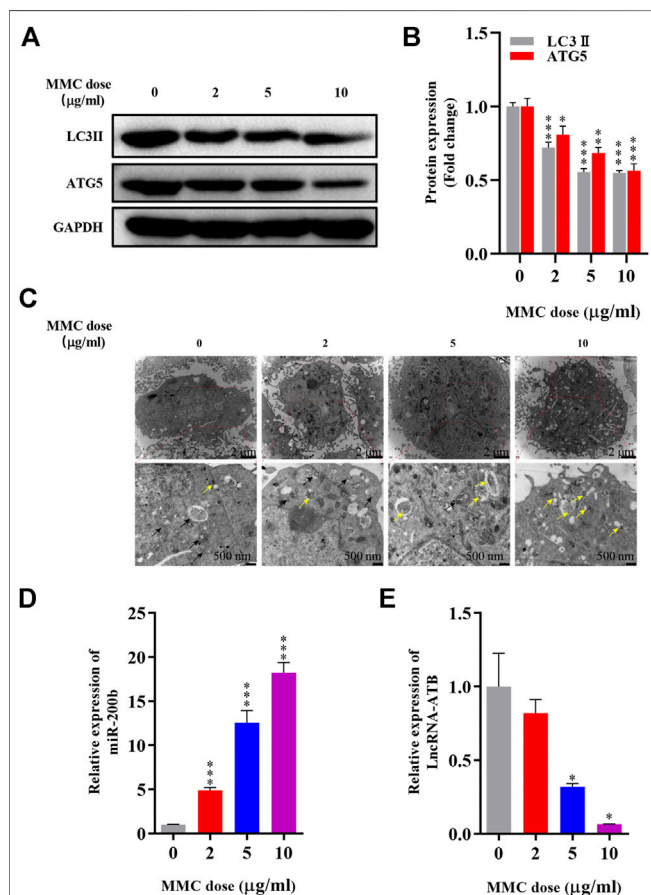 A
MMC dose
(μg/ml)
0 2 5 10
LC3II
ATG5
GAPDH
B
LC3 II
ATG5
Protein expression
(Fold change)
1.5
1.0
0.5
0.0
*** * *** ** *** ***
0 2 5 10
MMC dose (μg/ml)
C
MMC dose
(μg/ml)
0 2 5 10
2 μm 2 μm 2 μm 2 μm
500 nm 500 nm 500 nm 500 nm
D
Relative expression of
miR-200b
25
20
15
10
5
0
*** *** ***
0 2 5 10
MMC dose (μg/ml)
E
Relative expression of
LncRNA-ATB
1.5
1.0
0.5
0.0
* *
0 2 5 10
MMC dose (μg/ml)